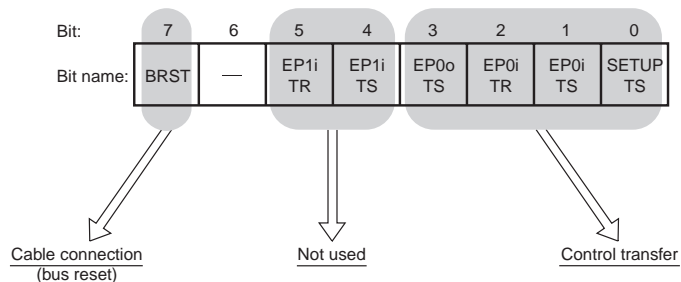 Bit: 7 6 5 4 3 2 1 0
Bit name: BRST — EP1i TR EP1i TS EP0o TS EP0i TR EP0i TS SETUP TS
Cable connection
(bus reset)
Not used
Control transfer